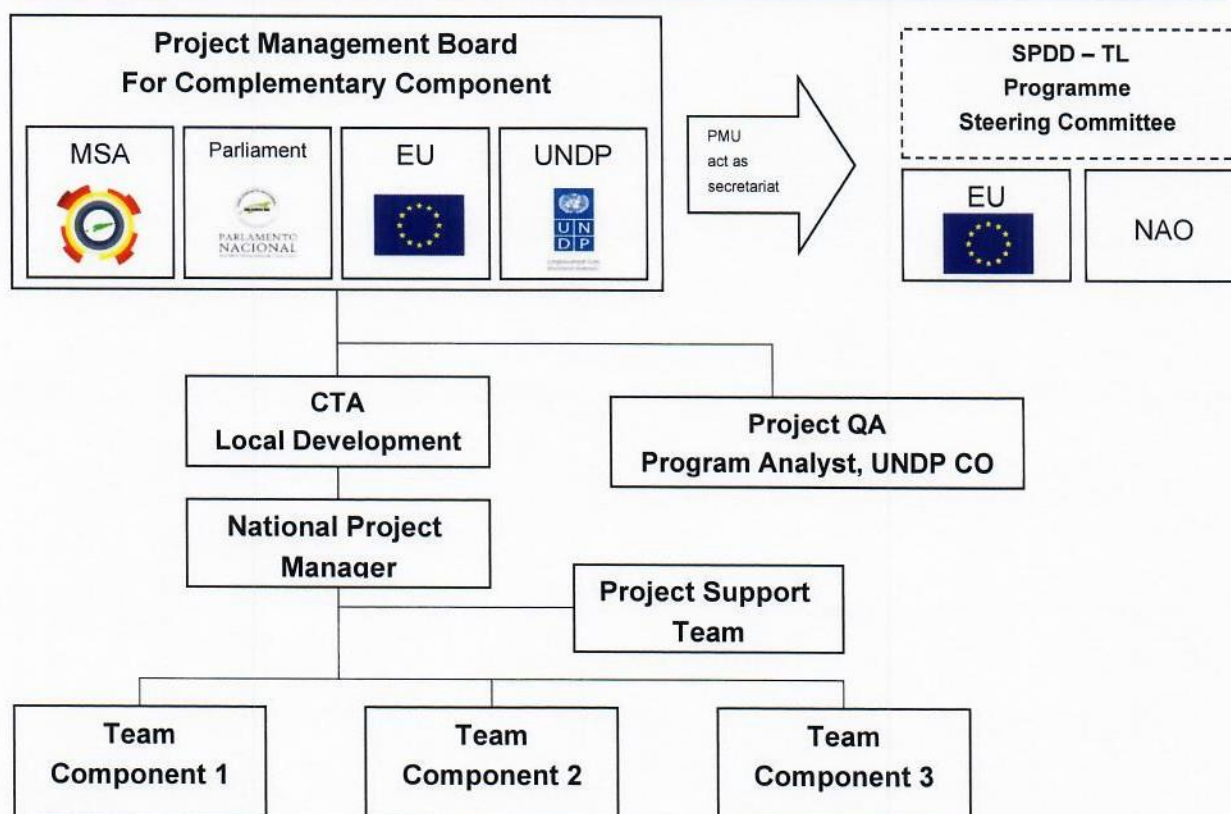 Project Management Board
For Complementary Component
MSA
Parliament
PARLAMENTO
NACIONAL
EU
UNDP
U N
D P
PMU
act as
secretariat
SPDD – TL
Programme
Steering Committee
EU
NAO
CTA
Local Development
Project QA
Program Analyst, UNDP CO
National Project
Manager
Project Support
Team
Team
Component 1
Team
Component 2
Team
Component 3